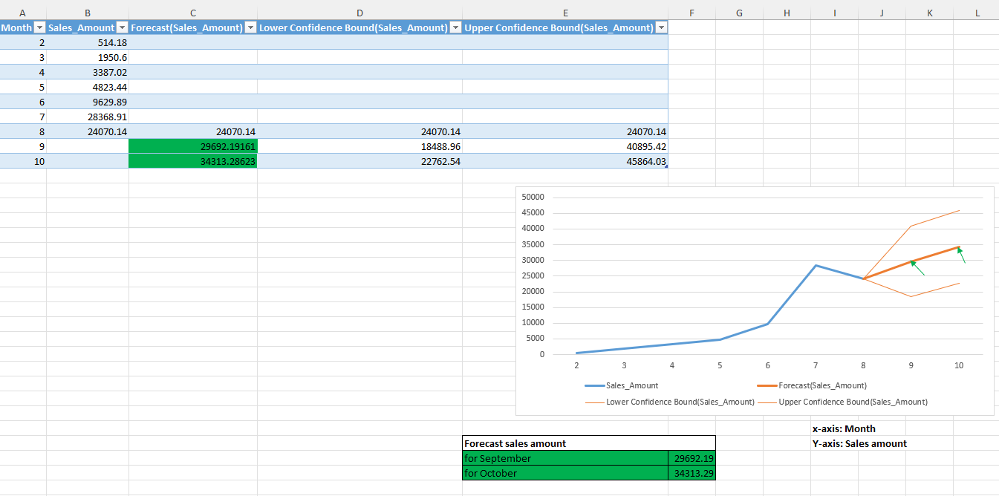 A B C D E F G H I J K L
Month Sales_Amount Forecast(Sales_Amount) Lower Confidence Bound(Sales_Amount) Upper Confidence Bound(Sales_Amount)
2 514.18
3 1950.6
4 3387.02
5 4823.44
6 9629.89
7 28368.91
8 24070.14 24070.14 24070.14 24070.14
9 29692.19161 18488.96 40895.42
10 34313.28623 22762.54 45864.03
50000
45000
40000
35000
30000
25000
20000
15000
10000
5000
0
2 3 4 5 6 7 8 9 10
Sales_Amount Forecast(Sales_Amount)
Lower Confidence Bound(Sales_Amount) Upper Confidence Bound(Sales_Amount)
x-axis: Month
Forecast sales amount Y-axis: Sales amount
for September 29692.19
for October 34313.29